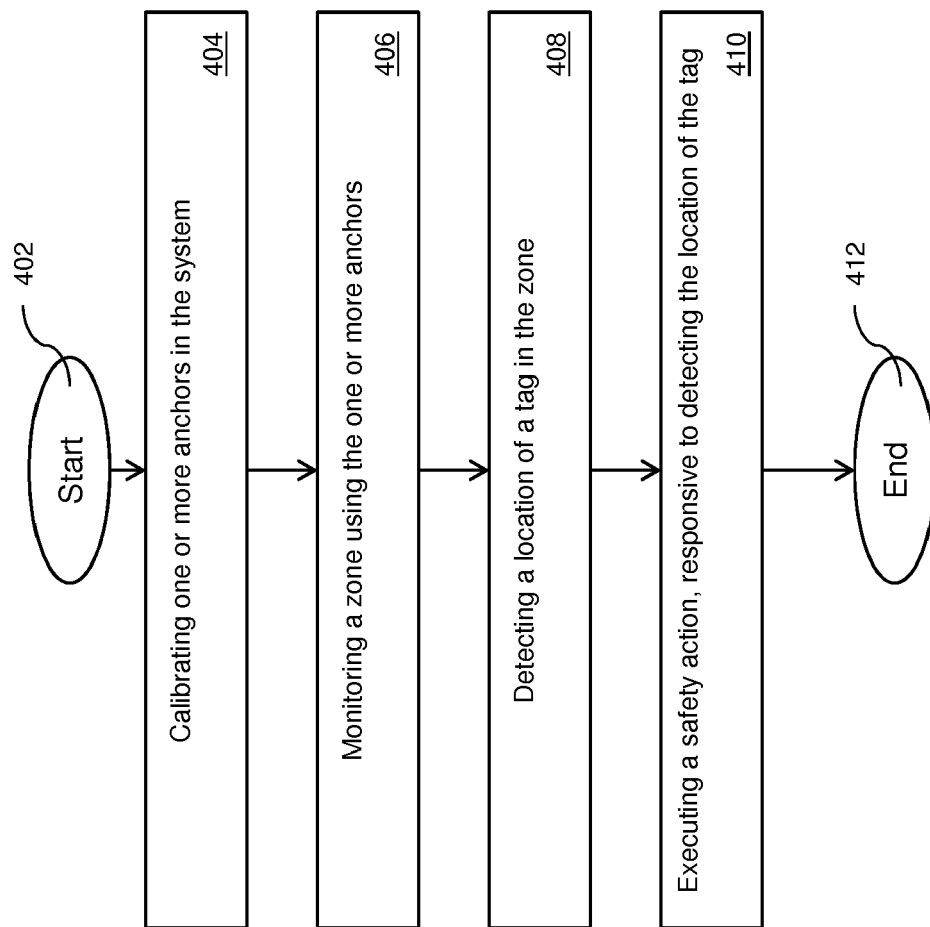 Start
402
Calibrating one or more anchors in the system
404
Monitoring a zone using the one or more anchors
406
Detecting a location of a tag in the zone
408
Executing a safety action, responsive to detecting the location of the tag
410
End
412